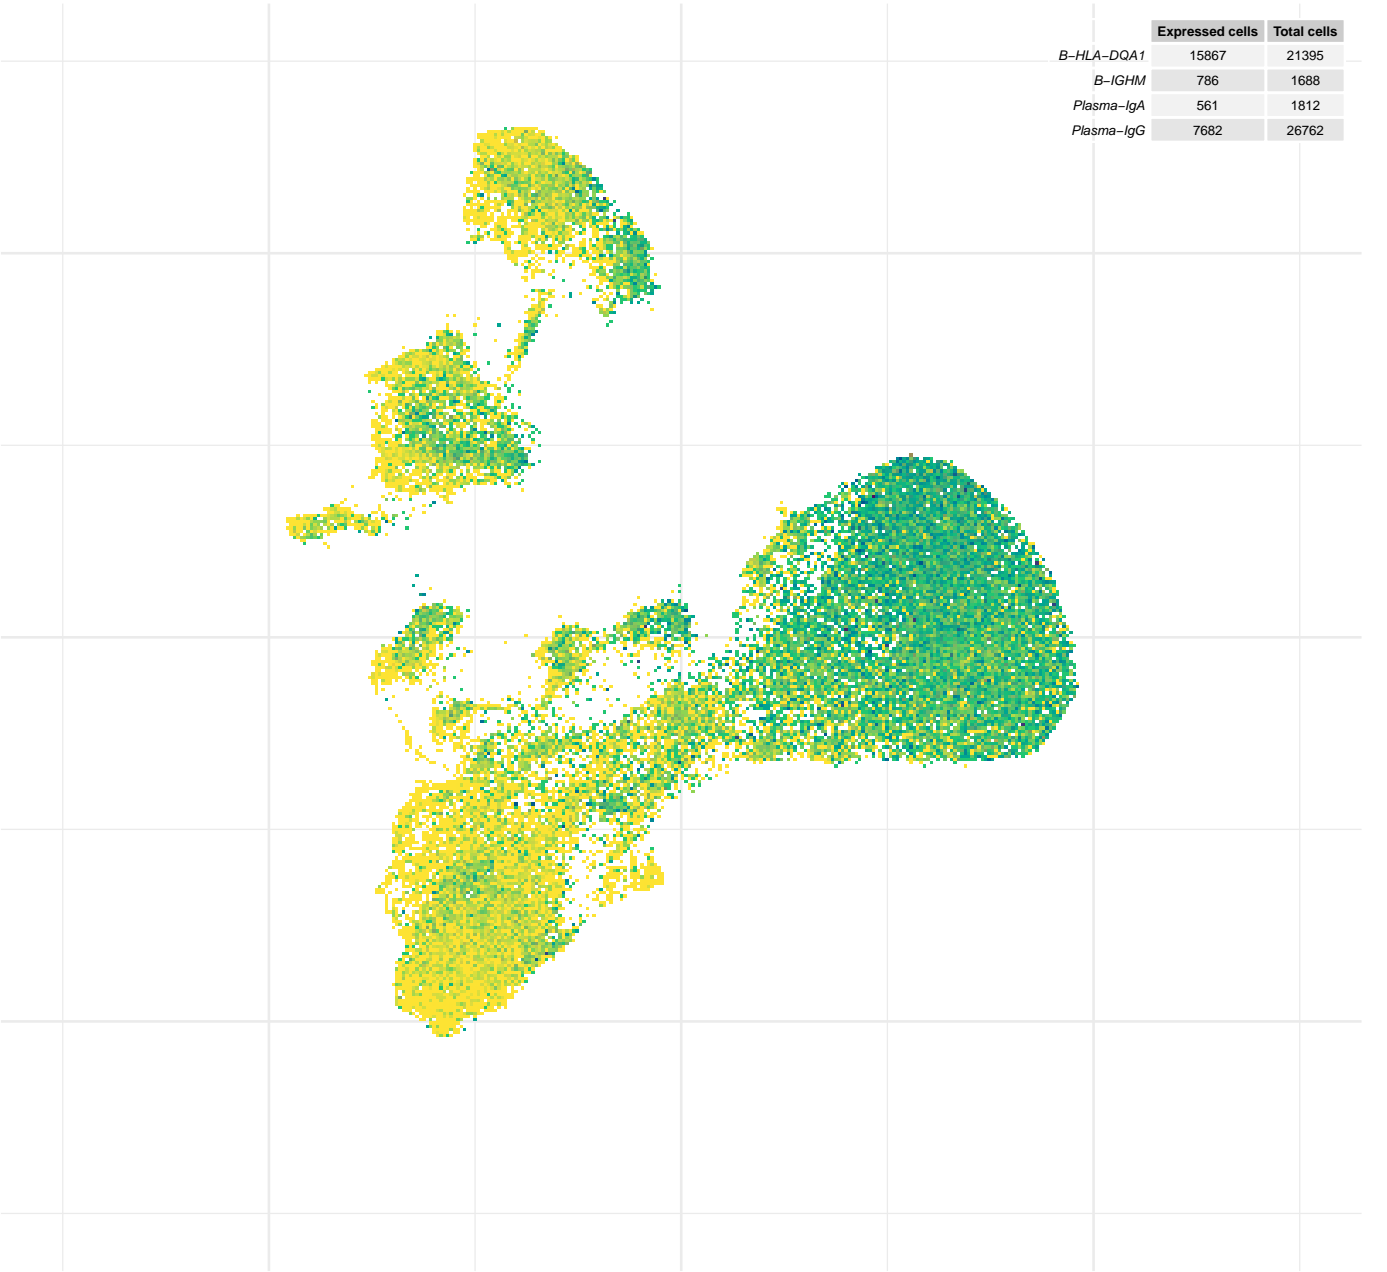 Expressed cells Total cells
B−HLA−DQA1 15867 21395
B−IGHM 786 1688
Plasma−IgA 561 1812
Plasma−IgG 7682 26762